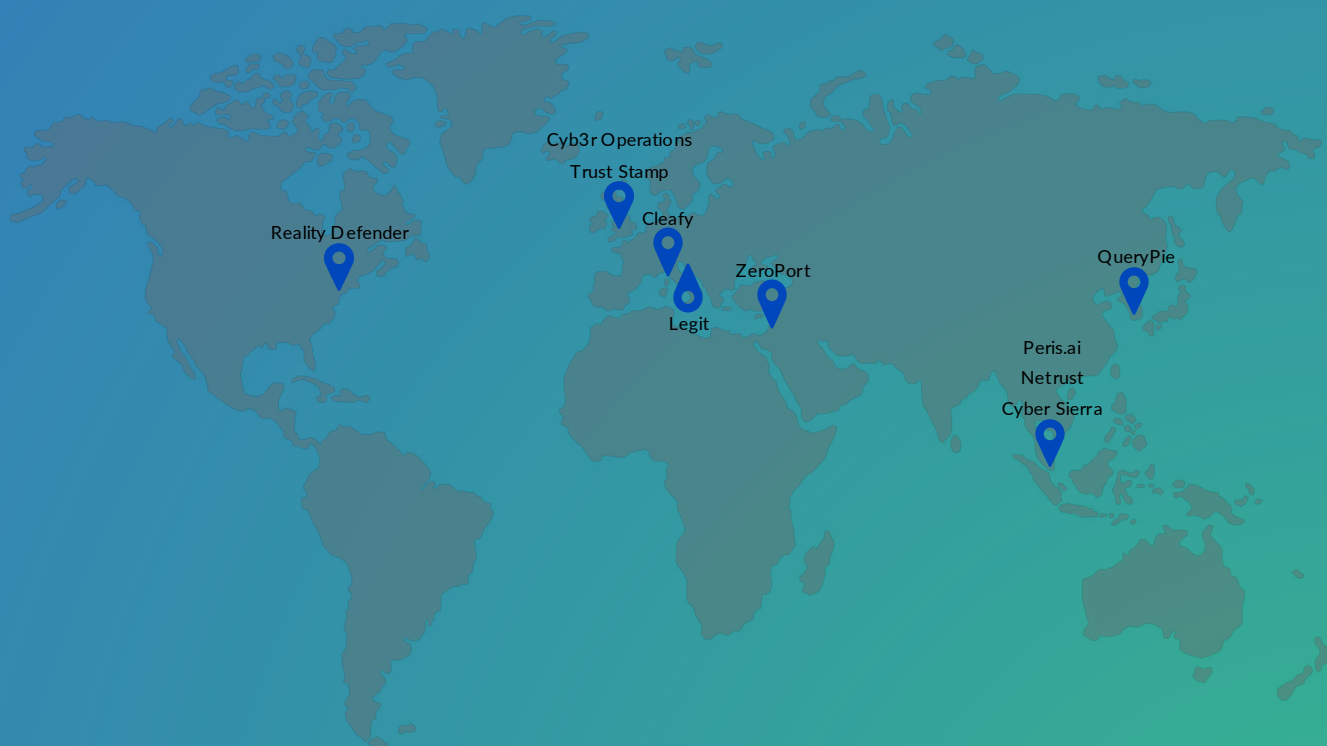 Cyb3r Operations
Trust Stamp
Cleafy
Reality Defender
QueryPie
ZeroPort
Legit
Peris.ai
Netrust
Cyber Sierra